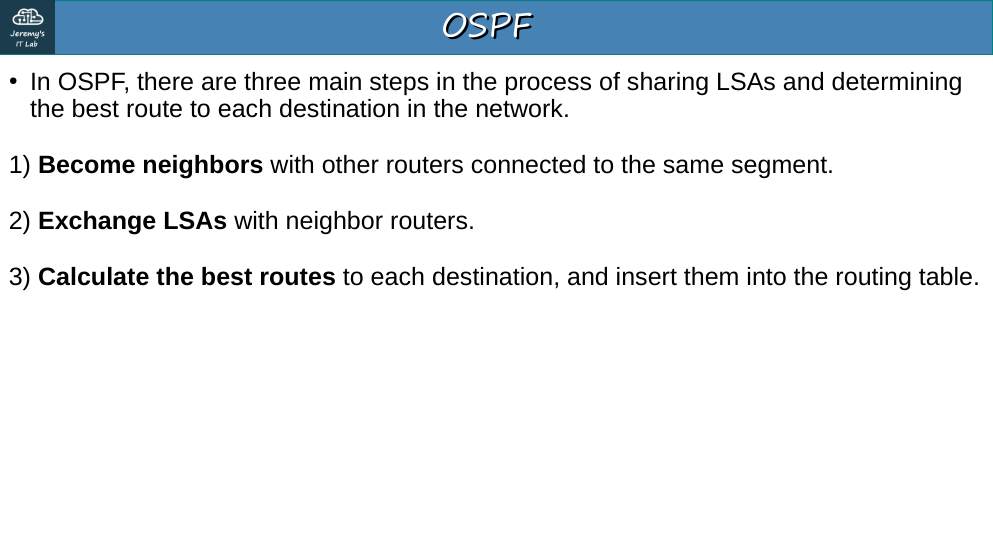 Jeremy's
IT Lab
OSPF
• In OSPF, there are three main steps in the process of sharing LSAs and determining
the best route to each destination in the network.
1) Become neighbors with other routers connected to the same segment.
2) Exchange LSAs with neighbor routers.
3) Calculate the best routes to each destination, and insert them into the routing table.